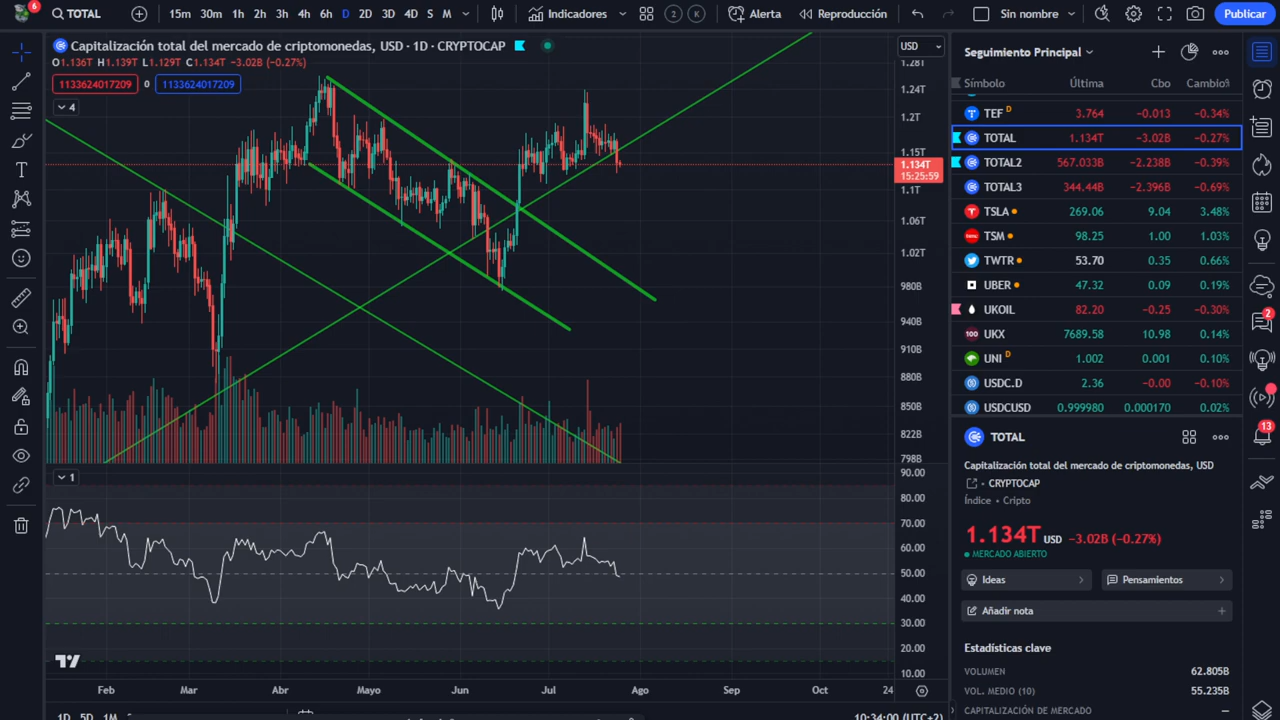 6
TOTAL
15m 30m 1h 2h 3h 4h 6h D 2D 3D 4D S M
Indicadores
2 K
Alerta
Reproducción
Sin nombre
Publicar
Capitalización total del mercado de criptomonedas, USD · 1D · CRYPTOCAP
O1.136T H1.139T L1.129T C1.134T −3.02B (−0.27%)
1133624017209 0 1133624017209
4
USD
1.28T
1.24T
1.2T
1.15T
1.134T
15:25:59
1.1T
1.06T
1.02T
980B
940B
910B
880B
850B
822B
798B
1
90.00
80.00
70.00
60.00
50.00
40.00
30.00
20.00
10.00
Feb Mar Abr Mayo Jun Jul Ago Sep Oct 24
1D 5D 1M
10:34:00 (UTC+2)
Seguimiento Principal
Símbolo Última Cbo Cambio%
TEF D 3.764 −0.013 −0.34%
TOTAL 1.134T −3.02B −0.27%
TOTAL2 567.033B −2.238B −0.39%
TOTAL3 344.44B −2.396B −0.69%
TSLA 269.06 9.04 3.48%
TSM 98.25 1.00 1.03%
TWTR 53.70 0.35 0.66%
UBER 47.32 0.09 0.19%
UKOIL 82.20 −0.25 −0.30%
100 UKX 7689.58 10.98 0.14%
UNI D 1.002 0.001 0.10%
USDC.D 2.36 −0.00 −0.10%
USDCUSD 0.999980 0.000170 0.02%
TOTAL
Capitalización total del mercado de criptomonedas, USD
CRYPTOCAP
Índice • Cripto
1.134T USD −3.02B (−0.27%)
MERCADO ABIERTO
Ideas
Pensamientos
Añadir nota
Estadísticas clave
VOLUMEN 62.805B
VOL. MEDIO (10) 55.235B
CAPITALIZACIÓN DE MERCADO —
2
13